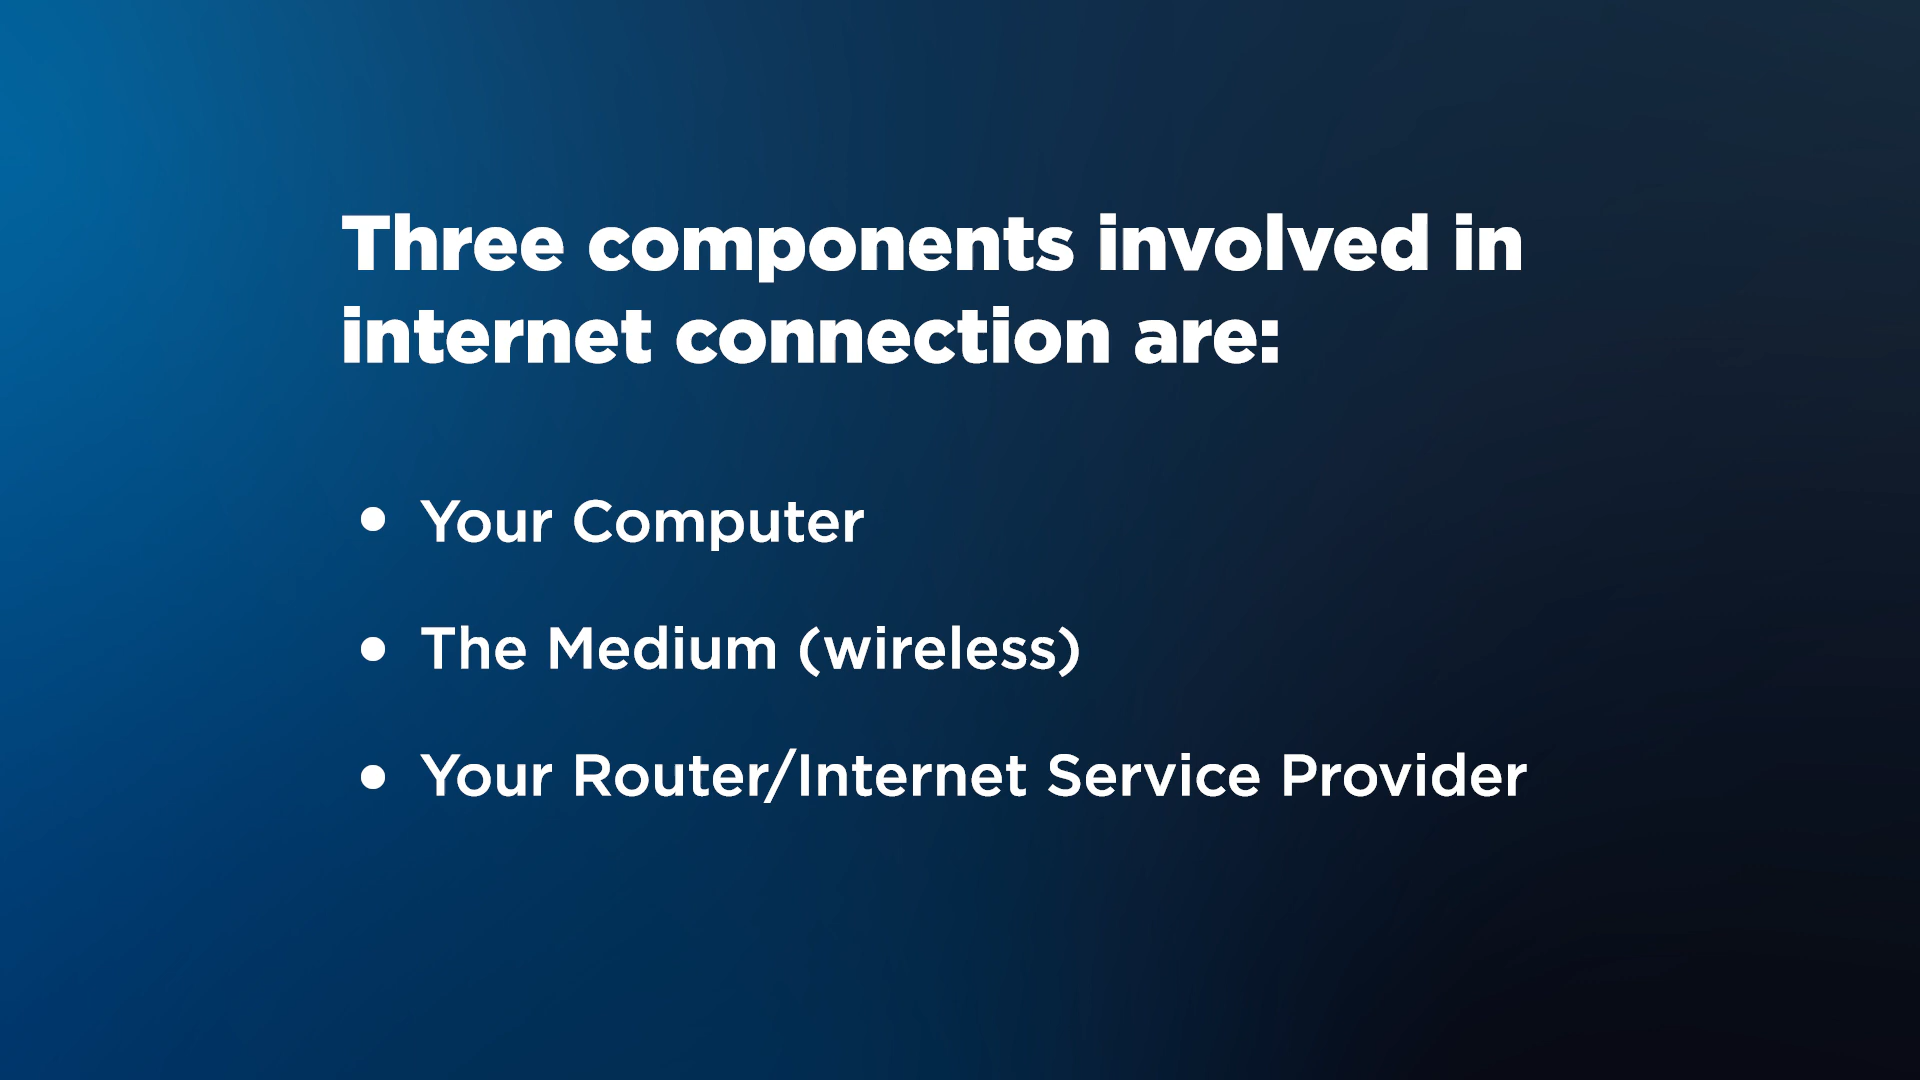 Three components involved in
internet connection are:
• Your Computer
• The Medium (wireless)
• Your Router/Internet Service Provider